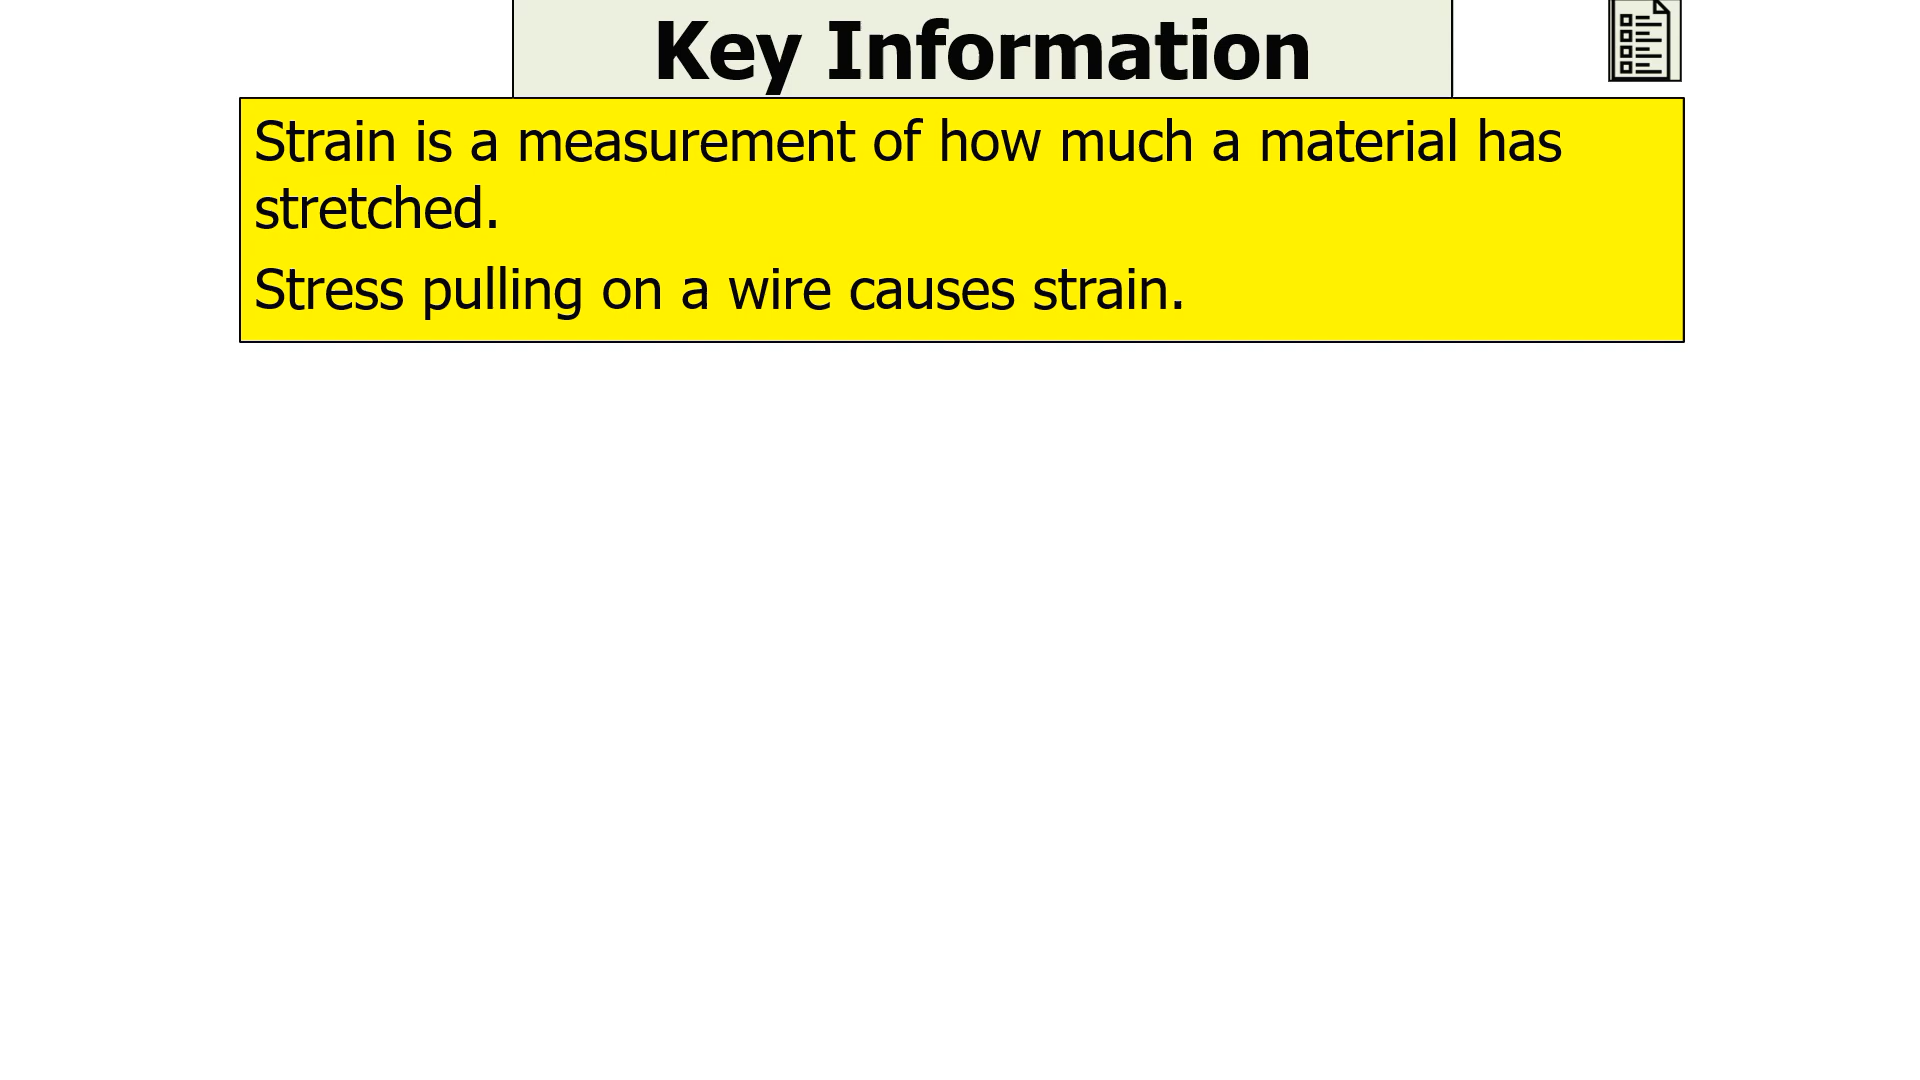 Key Information
Strain is a measurement of how much a material has
stretched.
Stress pulling on a wire causes strain.